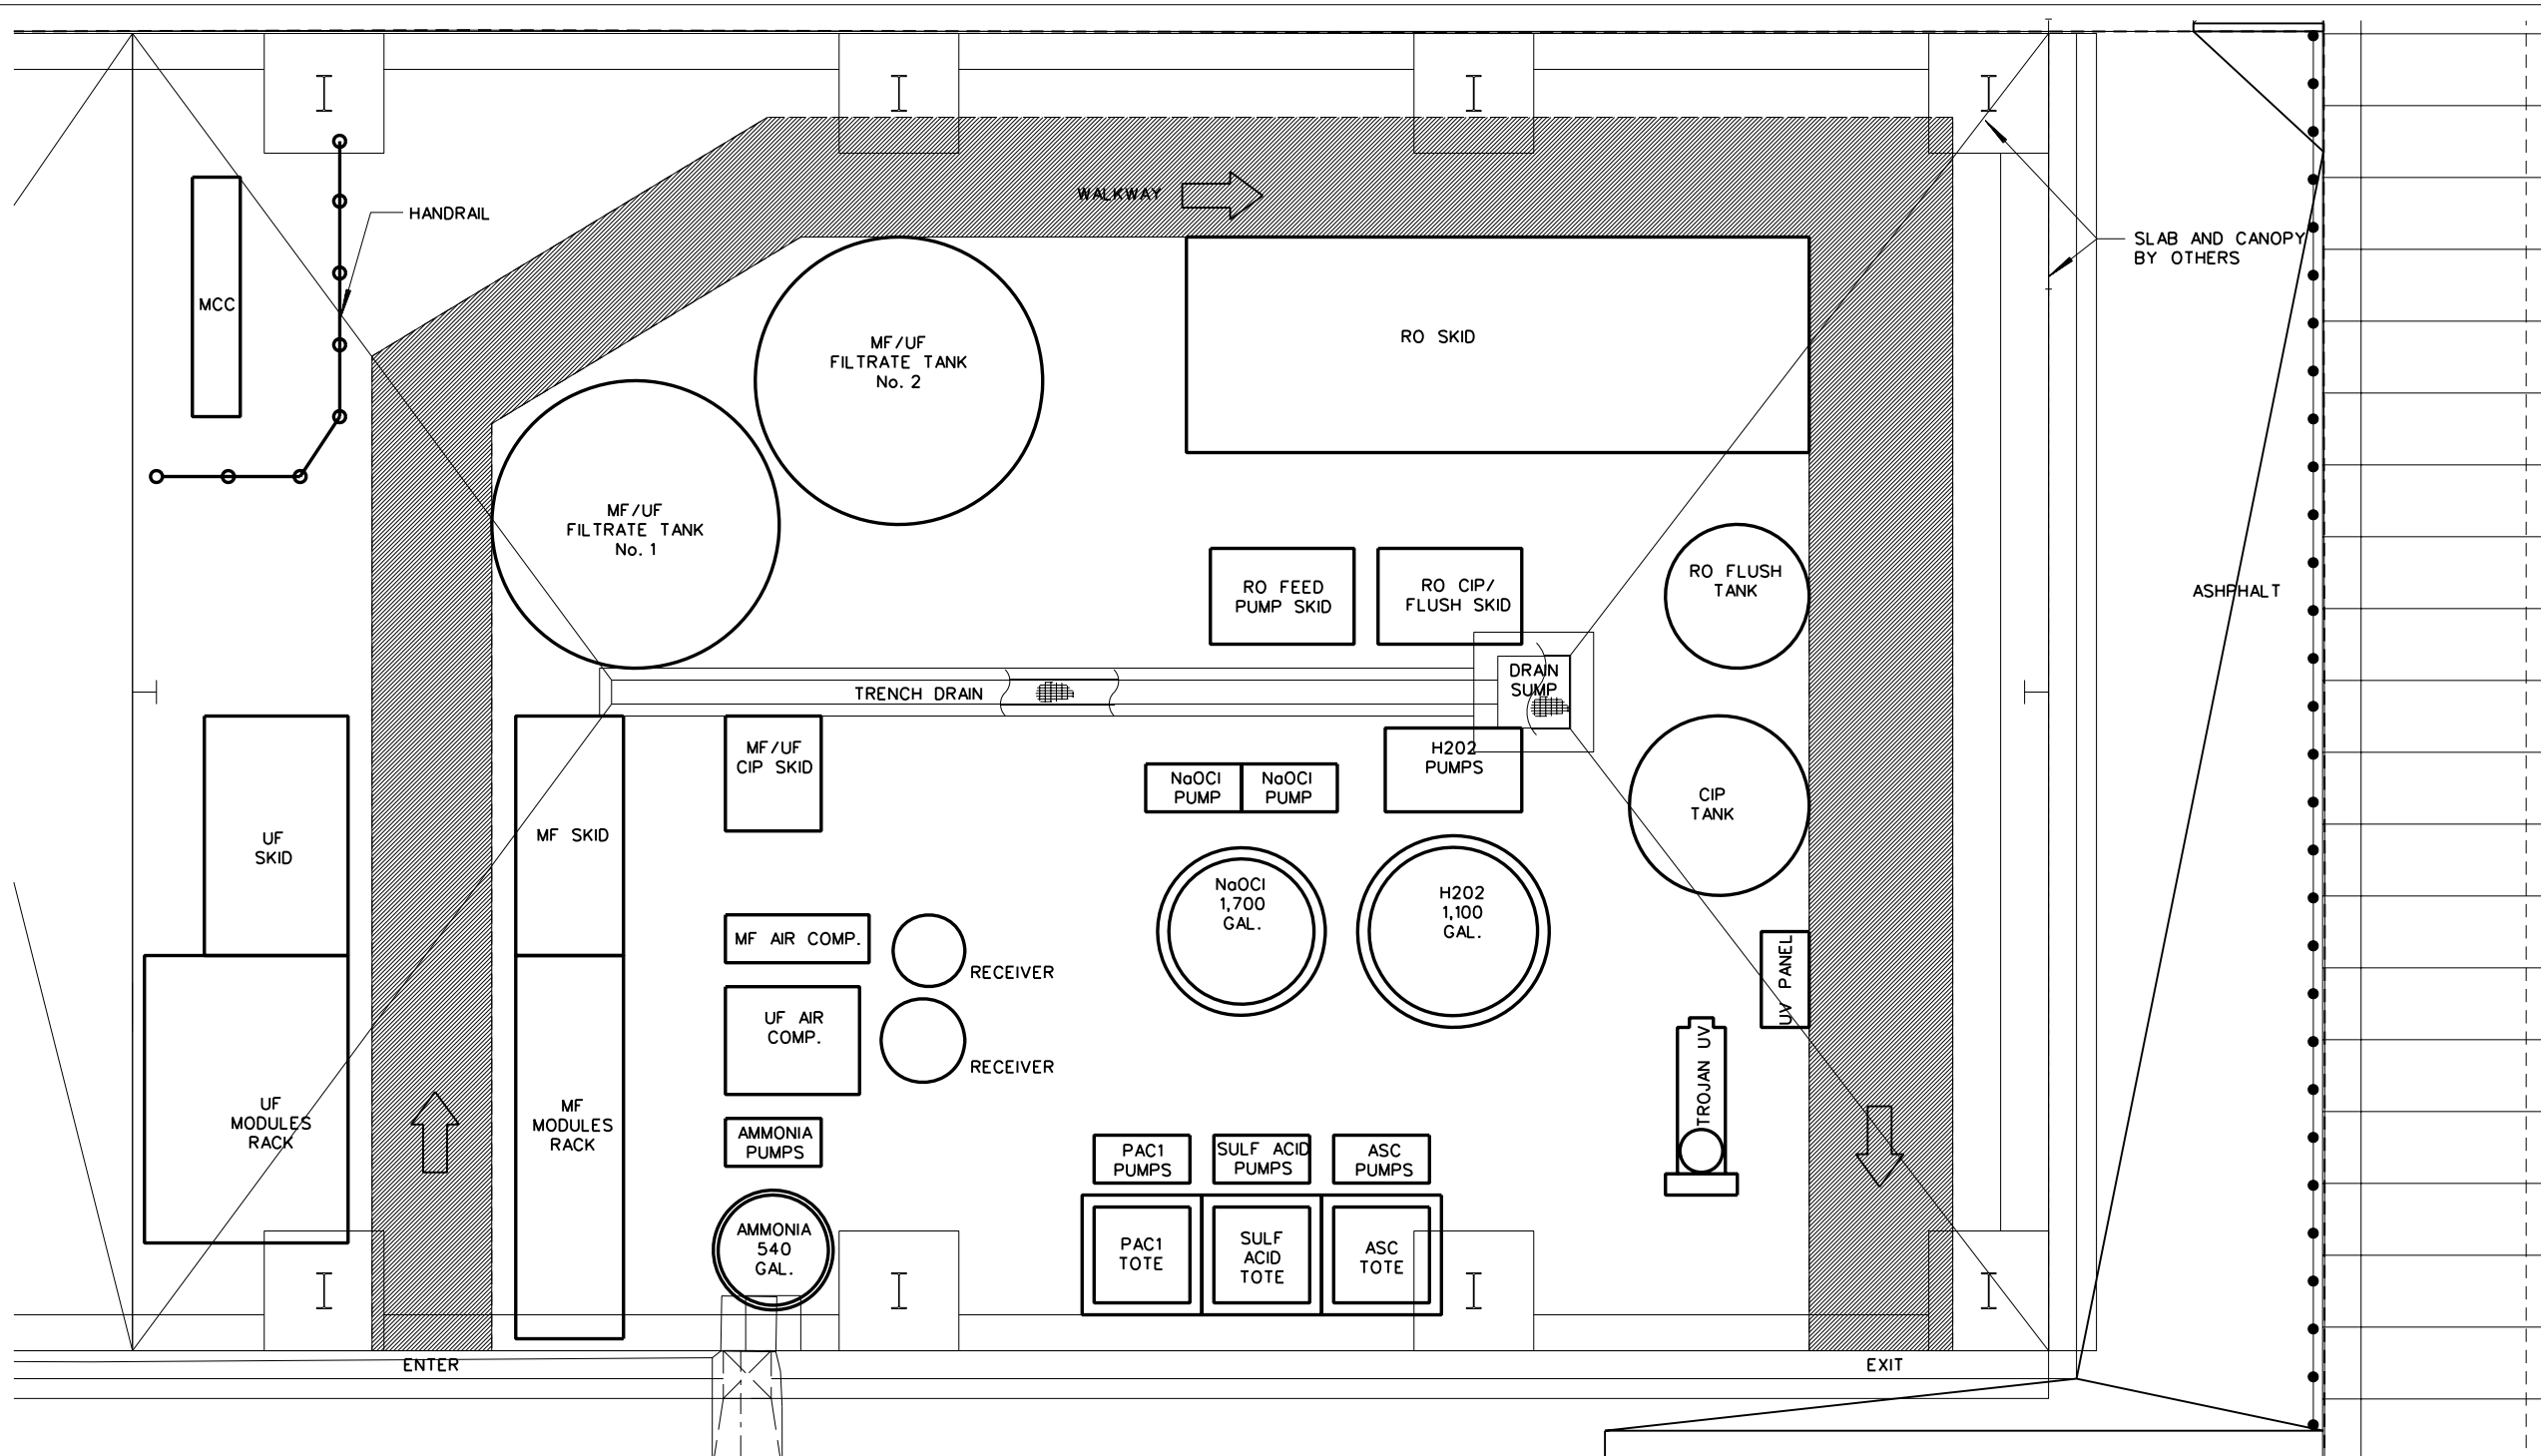 WALKWAY
HANDRAIL
SLAB AND CANOPY
BY OTHERS
MCC
MF/UF
FILTRATE TANK
No. 2
RO SKID
MF/UF
FILTRATE TANK
No. 1
RO FEED
PUMP SKID
RO CIP/
FLUSH SKID
RO FLUSH
TANK
ASHPHALT
TRENCH DRAIN
DRAIN
SUMP
MF/UF
CIP SKID
H202
PUMPS
NaOCl
PUMP
NaOCl
PUMP
CIP
TANK
UF
SKID
MF SKID
NaOCl
1,700
GAL.
H202
1,100
GAL.
MF AIR COMP.
RECEIVER
UV PANEL
UF AIR
COMP.
RECEIVER
TROJAN UV
UF
MODULES
RACK
MF
MODULES
RACK
AMMONIA
PUMPS
PAC1
PUMPS
SULF ACID
PUMPS
ASC
PUMPS
AMMONIA
540
GAL.
PAC1
TOTE
SULF
ACID
TOTE
ASC
TOTE
ENTER
EXIT